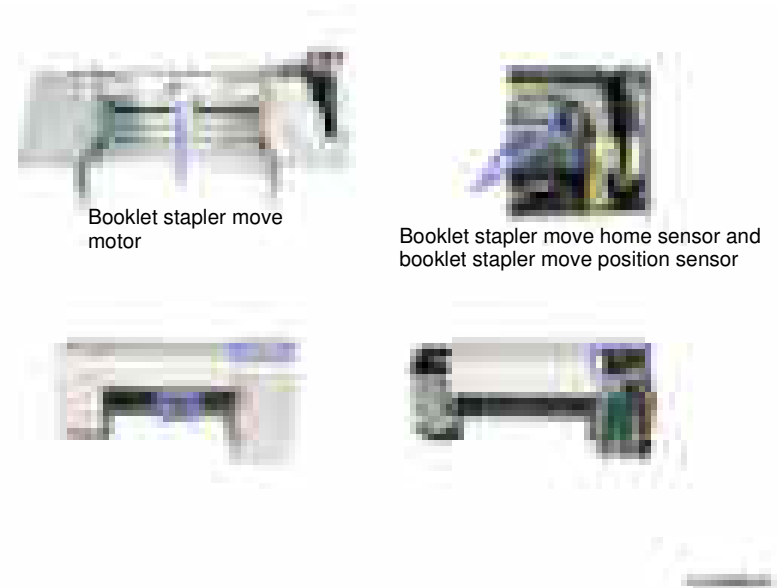 Booklet stapler move
motor
Booklet stapler move home sensor and
booklet stapler move position sensor